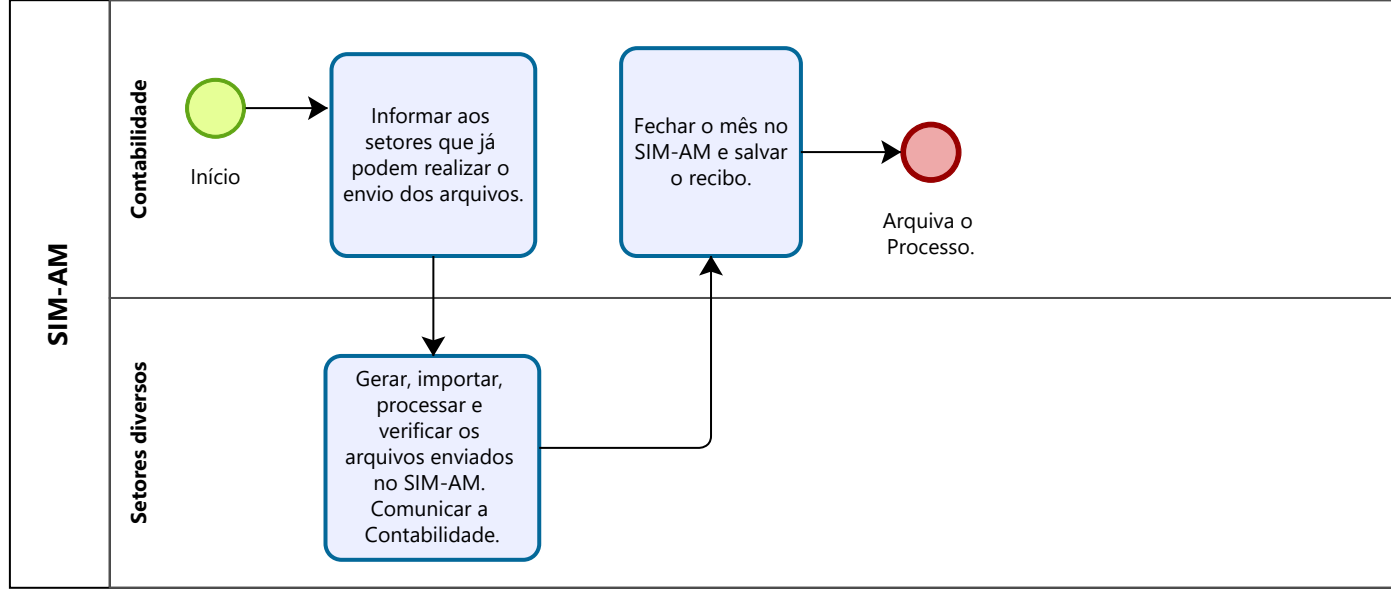 SIM-AM
Contabilidade
Início
Informar aos
setores que já
podem realizar o
envio dos arquivos.
Fechar o mês no
SIM-AM e salvar
o recibo.
Arquiva o
Processo.
Setores diversos
Gerar, importar,
processar e
verificar os
arquivos enviados
no SIM-AM.
Comunicar a
Contabilidade.